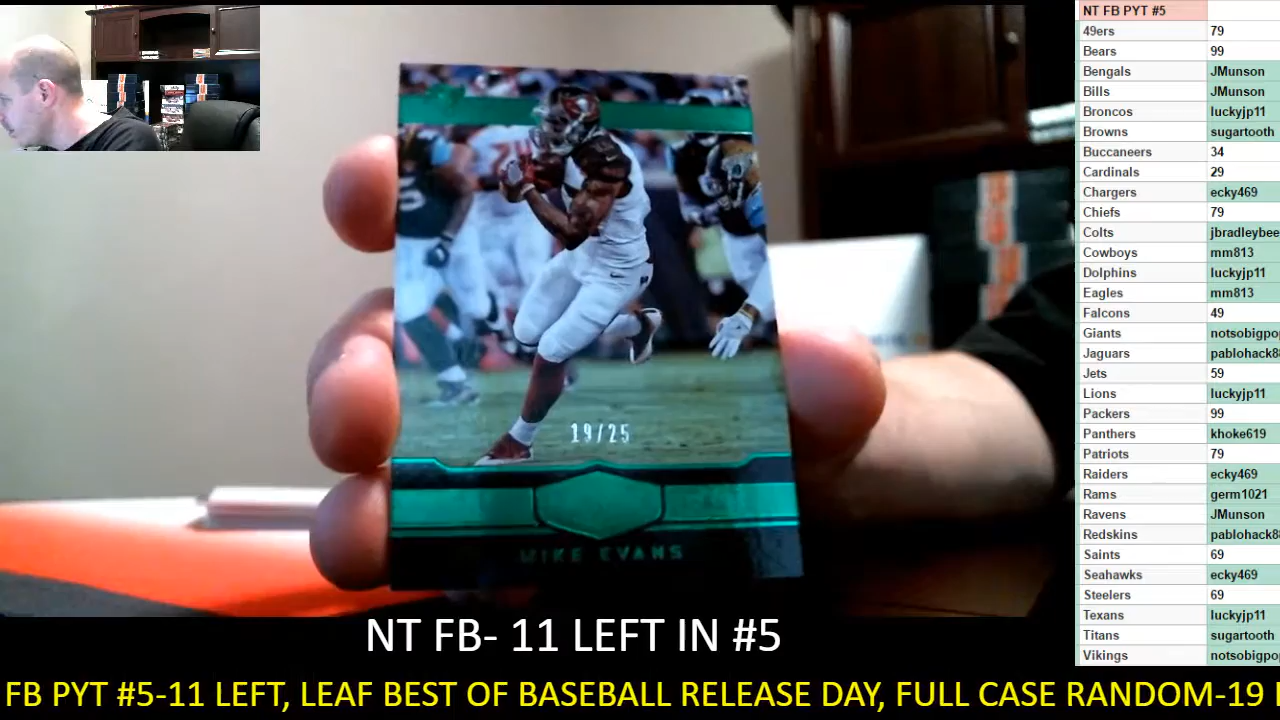 NT FB PYT #5
49ers 79
Bears 99
Bengals JMunson
Bills JMunson
Broncos luckyjp11
Browns sugartooth
Buccaneers 34
Cardinals 29
Chargers ecky469
Chiefs 79
Colts jbradleybee
Cowboys mm813
Dolphins luckyjp11
Eagles mm813
Falcons 49
Giants notsobigpo
Jaguars pablohack8
Jets 59
Lions luckyjp11
Packers 99
Panthers khoke619
Patriots 79
Raiders ecky469
Rams germ1021
Ravens JMunson
Redskins pablohack8
Saints 69
Seahawks ecky469
Steelers 69
Texans luckyjp11
Titans sugartooth
Vikings notsobigpo
19/25
MIKE EVANS
NT FB- 11 LEFT IN #5
FB PYT #5-11 LEFT, LEAF BEST OF BASEBALL RELEASE DAY, FULL CASE RANDOM-19